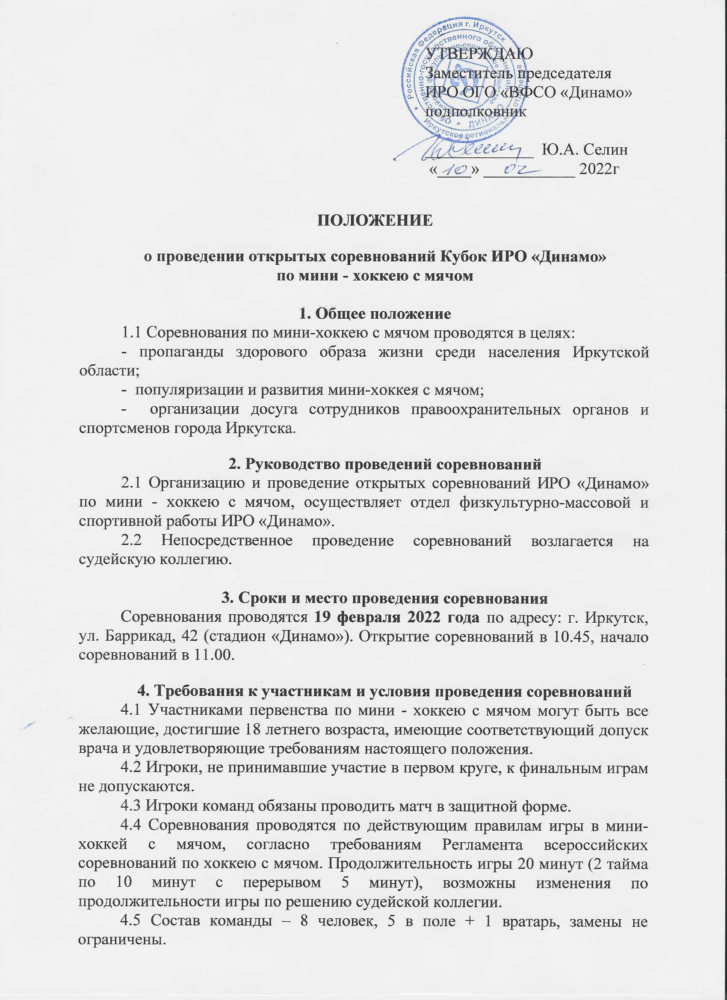 Российская Федерация г. Иркутск
Иркутское региональное отделение
Общественно-государственного объединения
ДИНАМО
УТВЕРЖДАЮ
Заместитель председателя
ИРО ОГО «ВФСО «Динамо»
подполковник
Ю.А. Селин
«10» 02 2022г
ПОЛОЖЕНИЕ
о проведении открытых соревнований Кубок ИРО «Динамо»
по мини - хоккею с мячом
1. Общее положение
1.1 Соревнования по мини-хоккею с мячом проводятся в целях:
- пропаганды здорового образа жизни среди населения Иркутской
области;
- популяризации и развития мини-хоккея с мячом;
- организации досуга сотрудников правоохранительных органов и
спортсменов города Иркутска.
2. Руководство проведений соревнований
2.1 Организацию и проведение открытых соревнований ИРО «Динамо»
по мини - хоккею с мячом, осуществляет отдел физкультурно-массовой и
спортивной работы ИРО «Динамо».
2.2 Непосредственное проведение соревнований возлагается на
судейскую коллегию.
3. Сроки и место проведения соревнования
Соревнования проводятся 19 февраля 2022 года по адресу: г. Иркутск,
ул. Баррикад, 42 (стадион «Динамо»). Открытие соревнований в 10.45, начало
соревнований в 11.00.
4. Требования к участникам и условия проведения соревнований
4.1 Участниками первенства по мини - хоккею с мячом могут быть все
желающие, достигшие 18 летнего возраста, имеющие соответствующий допуск
врача и удовлетворяющие требованиям настоящего положения.
4.2 Игроки, не принимавшие участие в первом круге, к финальным играм
не допускаются.
4.3 Игроки команд обязаны проводить матч в защитной форме.
4.4 Соревнования проводятся по действующим правилам игры в мини-
хоккей с мячом, согласно требованиям Регламента всероссийских
соревнований по хоккею с мячом. Продолжительность игры 20 минут (2 тайма
по 10 минут с перерывом 5 минут), возможны изменения по
продолжительности игры по решению судейской коллегии.
4.5 Состав команды – 8 человек, 5 в поле + 1 вратарь, замены не
ограничены.